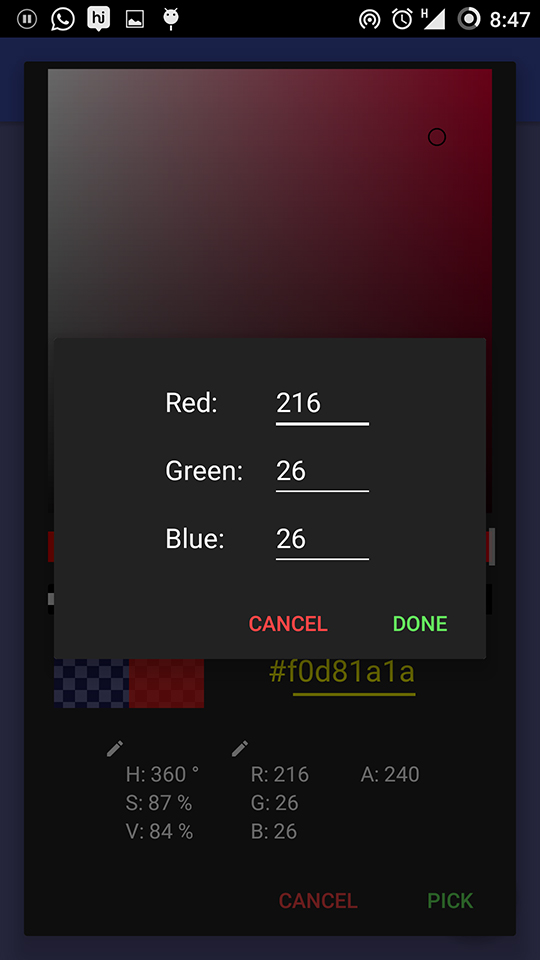 hi
H
8:47
Red: 216
Green: 26
Blue: 26
CANCEL DONE
#f0d81a1a
H: 360 ° R: 216 A: 240
S: 87 % G: 26
V: 84 % B: 26
CANCEL PICK